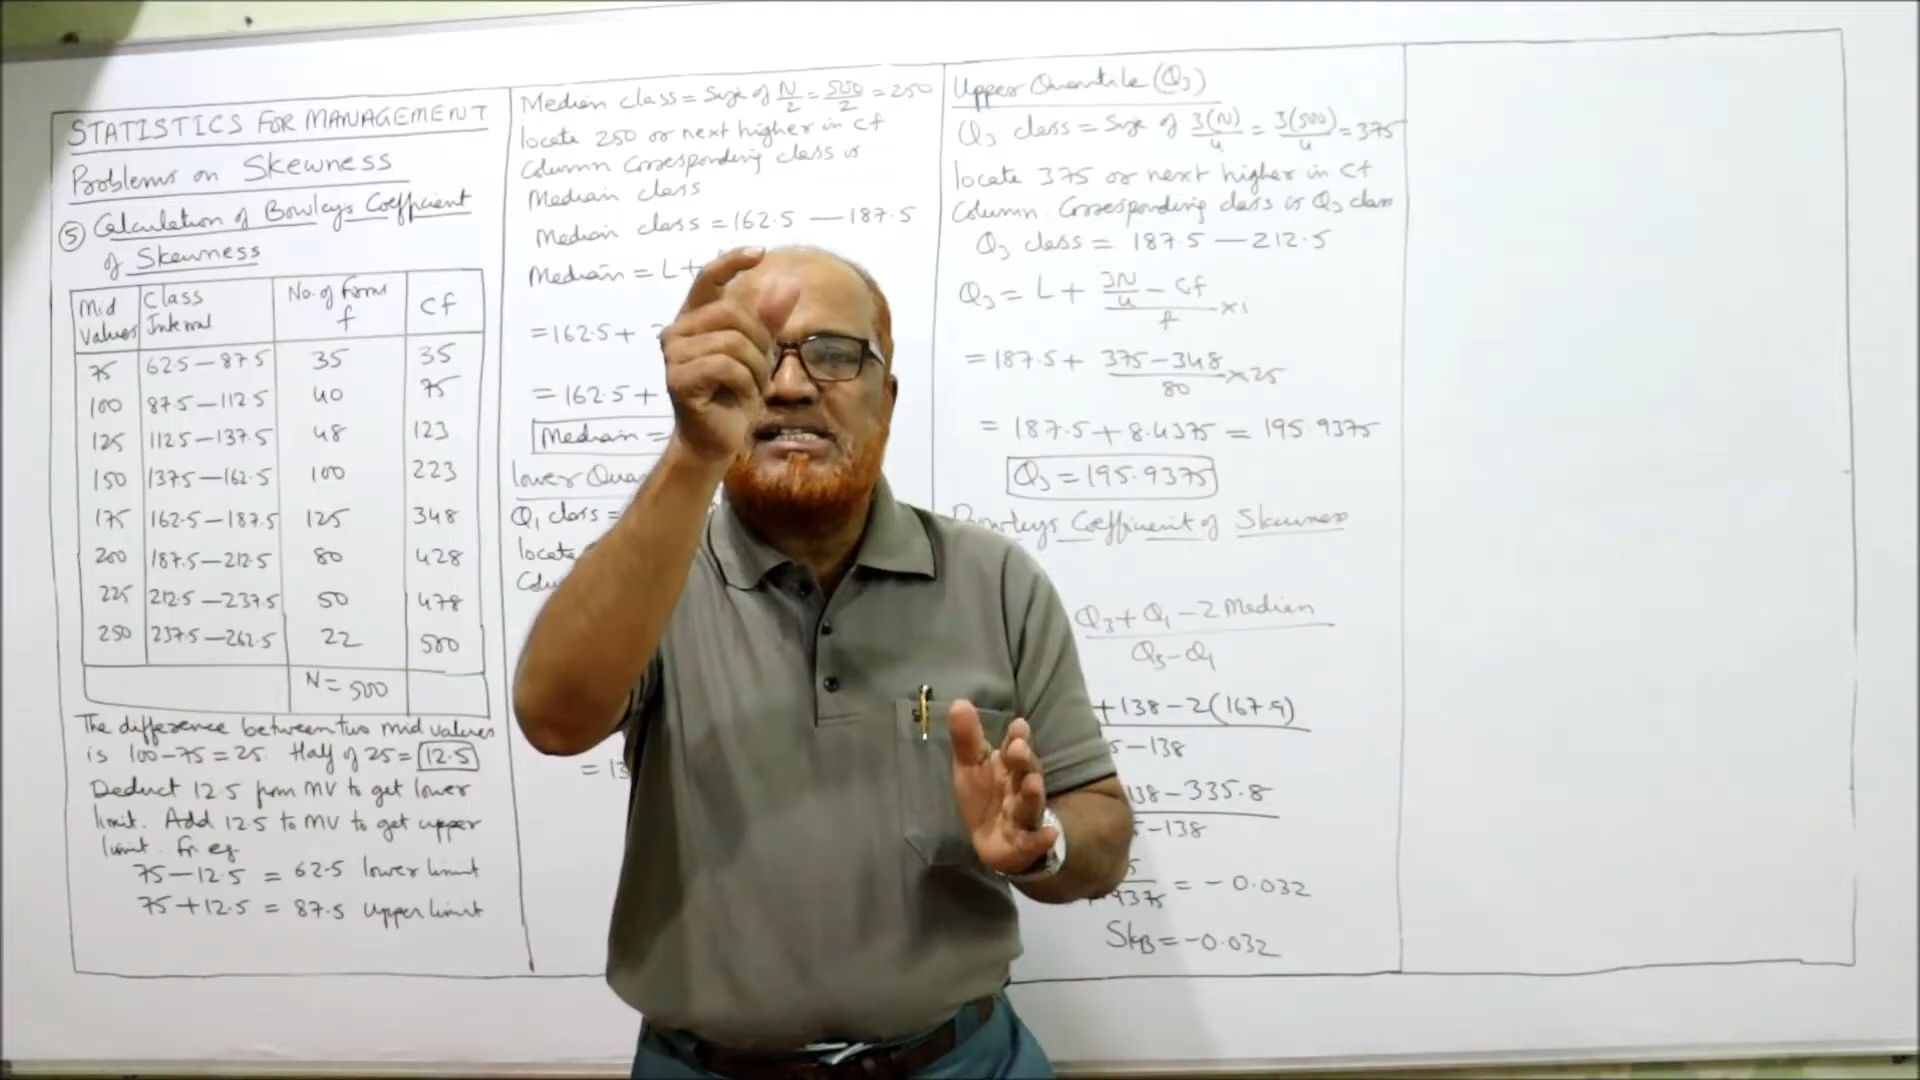 STATISTICS FOR MANAGEMENT
Problems on Skewness
⑤ Calculation of Bowleys Coefficient
of Skewness
Mid Values | Class Interval | No. of Forms f | Cf
75 | 62.5 — 87.5 | 35 | 35
100 | 87.5 — 112.5 | 40 | 75
125 | 112.5 — 137.5 | 48 | 123
150 | 137.5 — 162.5 | 100 | 223
175 | 162.5 — 187.5 | 125 | 348
200 | 187.5 — 212.5 | 80 | 428
225 | 212.5 — 237.5 | 50 | 478
250 | 237.5 — 262.5 | 22 | 500
N = 500
The difference between two mid values
is 100 – 75 = 25. Half of 25 = 12.5
Deduct 12.5 from MV to get lower
limit. Add 12.5 to MV to get upper
limit. Fr eg
75 — 12.5 = 62.5 lower limit
75 + 12.5 = 87.5 upper limit
Median class = Size of N/2 = 500/2 = 250
locate 250 or next higher in cf
Column Corresponding class is
Median class
Median class = 162.5 — 187.5
Median = L +
= 162.5 +
= 162.5 +
Median =
lower
Q₁ class =
locate
= 13
Upper Quantile (Q₃)
Q₃ class = Size of 3(N)/4 = 3(500)/4 = 375
locate 375 or next higher in cf
Column. Corresponding class is Q₃ class
Q₃ class = 187.5 — 212.5
Q₃ = L + (3N/4 – cf)/f × i
= 187.5 + (375 – 348)/80 × 25
= 187.5 + 8.4375 = 195.9375
Q₃ = 195.9375
Bowleys Coefficient of Skewness
(Q₃ + Q₁ – 2 Median)/(Q₃ – Q₁)
+ 138 – 2(167.9)
5 – 138
138 – 335.8
– 138
5
9375 = – 0.032
SkB = – 0.032